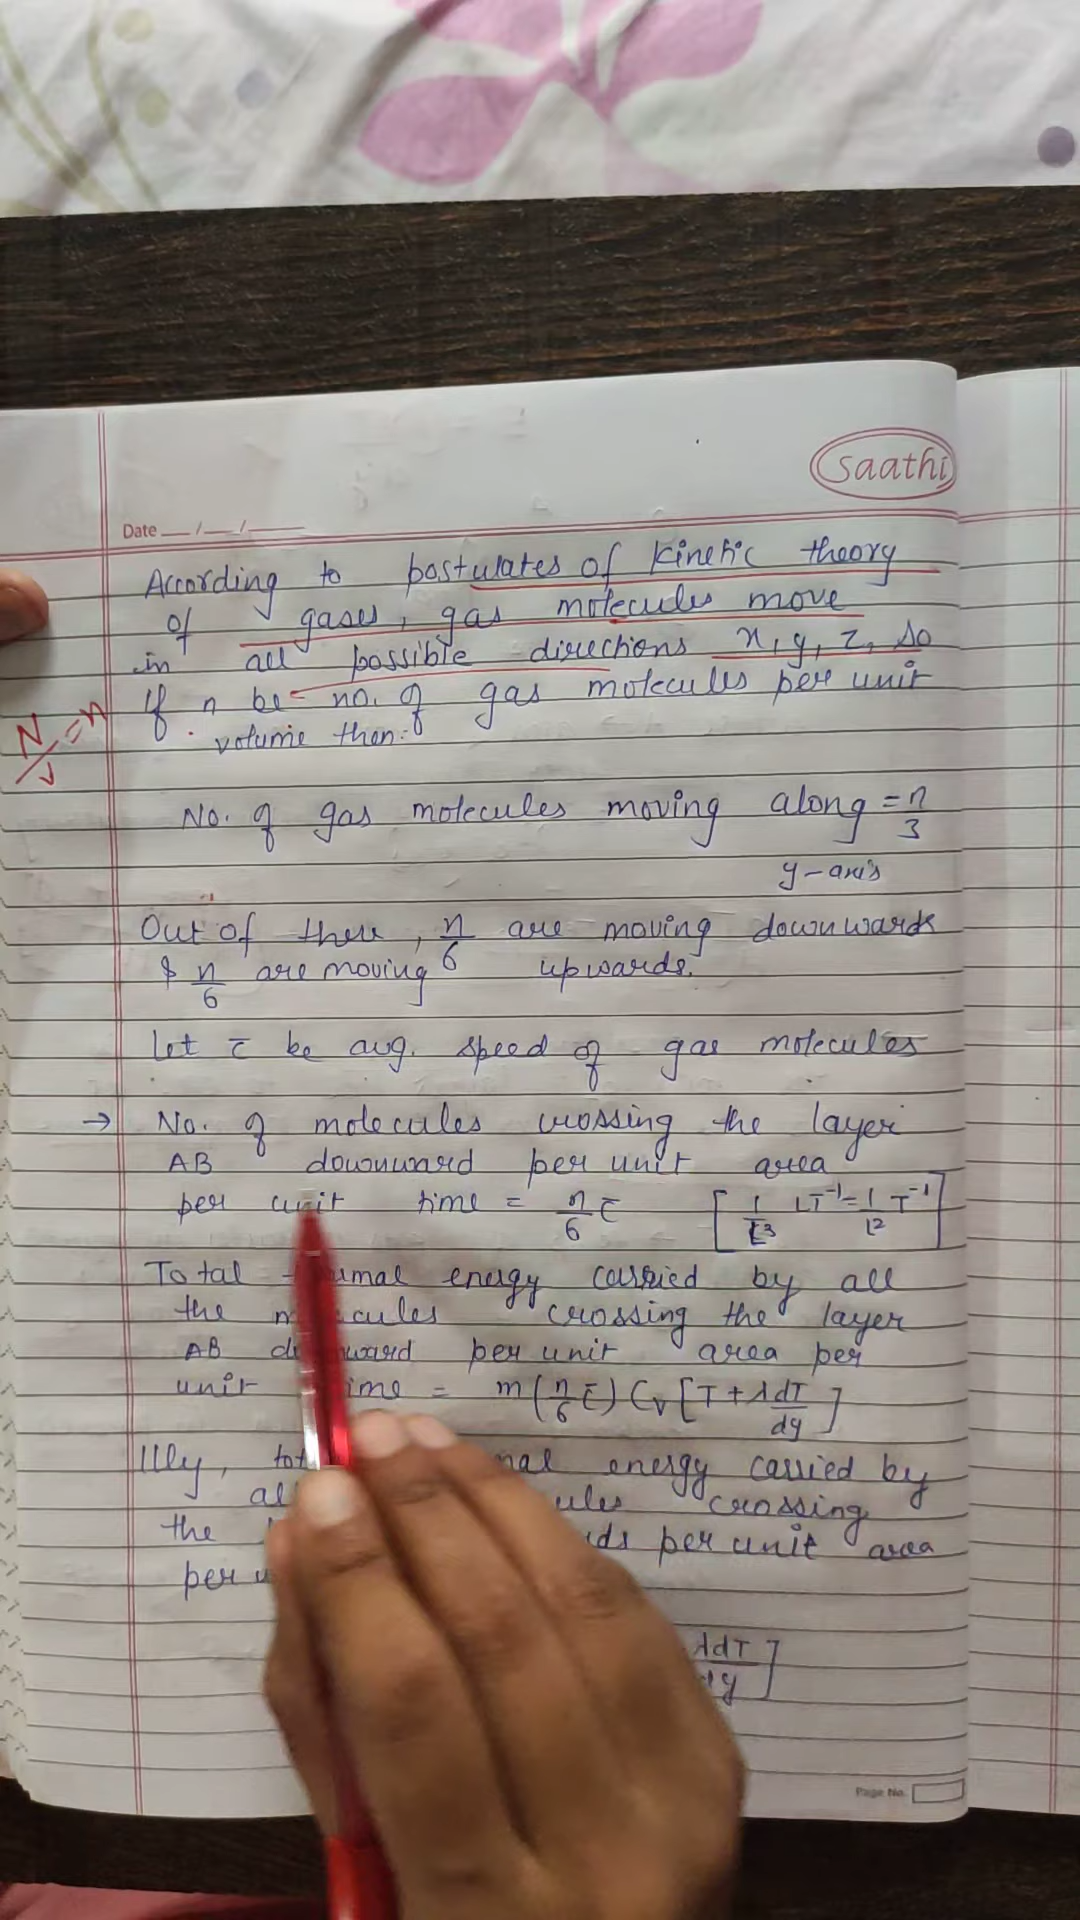 saathi
Date __/__/____
According to postulates of kinetic theory
of gases, gas molecules move
in all possible directions x, y, z, so
If n be no. of gas molecules per unit
volume then.
N/V = n
No. of gas molecules moving along = n/3
y-axis
Out of these, n/6 are moving downwards
& n/6 are moving upwards.
Let c̄ be avg. speed of gas molecules
→ No. of molecules crossing the layer
AB downward per unit area
per unit time = n/6 c̄ [1/L³ LT⁻¹ = 1/L² T⁻¹]
Total energy carried by all
the crossing the layer
AB per unit area per
unit = m(n/6 c̄) Cv [T + λdT/dy]
Illy, energy carried by
crossing
the per unit area
per
λdT/dy]
Page No.